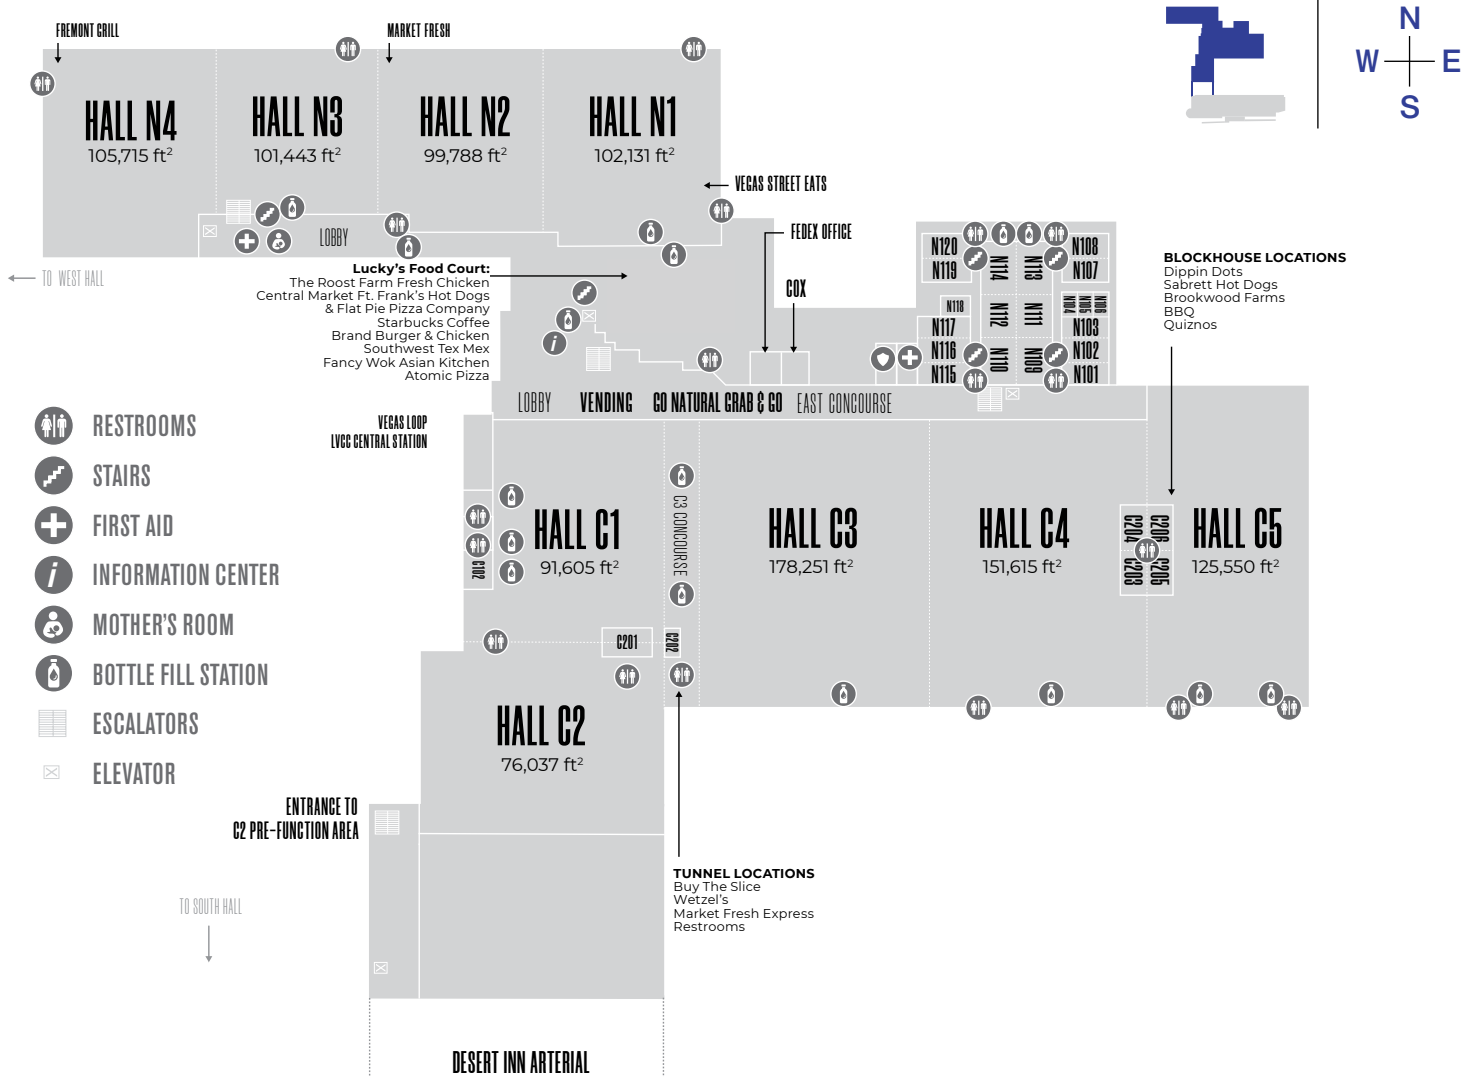 FREMONT GRILL
MARKET FRESH
N
W
E
S
HALL N4
105,715 ft²
HALL N3
101,443 ft²
HALL N2
99,788 ft²
HALL N1
102,131 ft²
VEGAS STREET EATS
FEDEX OFFICE
COX
LOBBY
TO WEST HALL
Lucky's Food Court:
The Roost Farm Fresh Chicken
Central Market Ft. Frank's Hot Dogs
& Flat Pie Pizza Company
Starbucks Coffee
Brand Burger & Chicken
Southwest Tex Mex
Fancy Wok Asian Kitchen
Atomic Pizza
N120
N119
N118
N117
N116
N115
N114
N113
N112
N111
N110
N109
N108
N107
N104
N105
N106
N103
N102
N101
BLOCKHOUSE LOCATIONS
Dippin Dots
Sabrett Hot Dogs
Brookwood Farms
BBQ
Quiznos
LOBBY
VENDING
GO NATURAL GRAB & GO
EAST CONCOURSE
VEGAS LOOP
LVCC CENTRAL STATION
RESTROOMS
STAIRS
FIRST AID
i
INFORMATION CENTER
MOTHER'S ROOM
BOTTLE FILL STATION
ESCALATORS
ELEVATOR
i
C102
HALL C1
91,605 ft²
C3 CONCOURSE
HALL C3
178,251 ft²
HALL C4
151,615 ft²
C204
C206
C203
C205
HALL C5
125,550 ft²
C201
C202
HALL C2
76,037 ft²
ENTRANCE TO
C2 PRE-FUNCTION AREA
TUNNEL LOCATIONS
Buy The Slice
Wetzel's
Market Fresh Express
Restrooms
TO SOUTH HALL
DESERT INN ARTERIAL